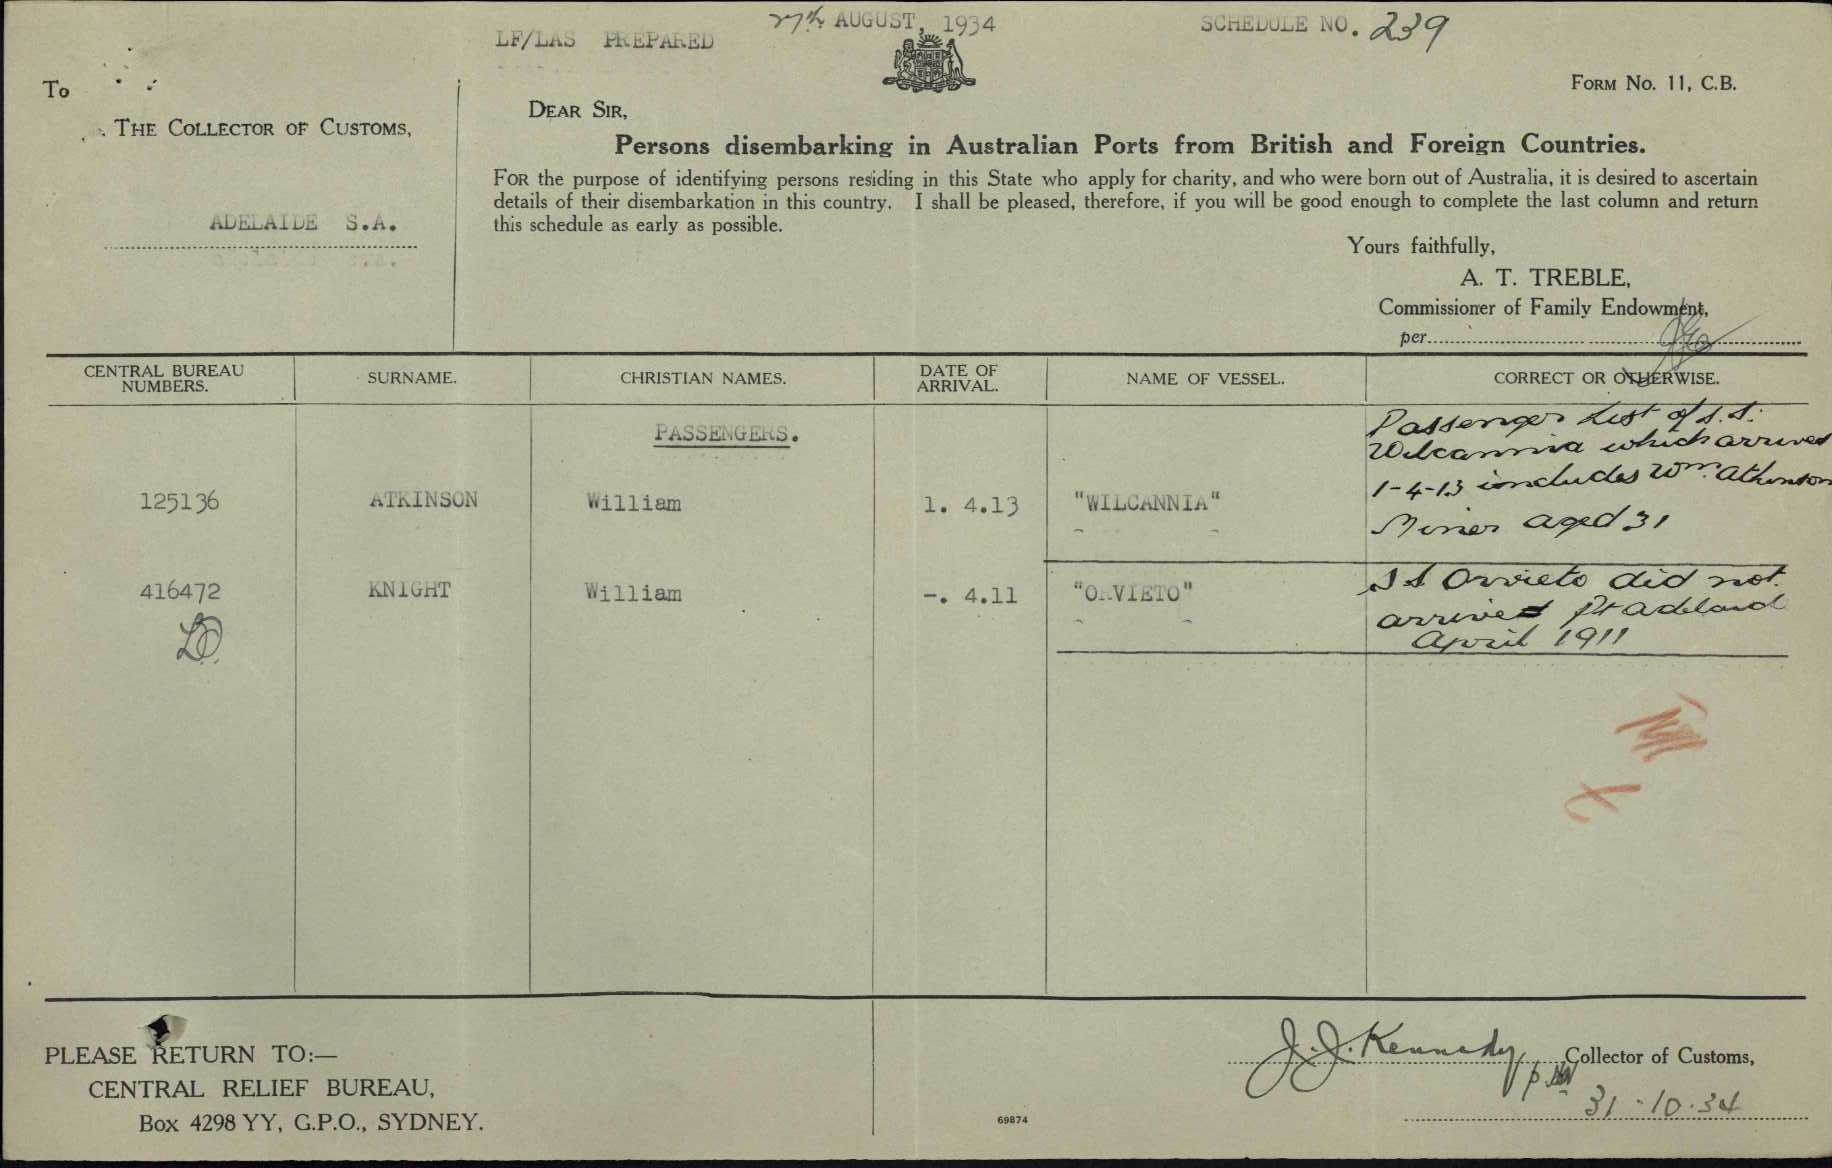 LF/LAS PREPARED 27th AUGUST, 1934 SCHEDULE NO. 239
FORM NO. 11, C.B.
To
THE COLLECTOR OF CUSTOMS,
ADELAIDE S.A.
DEAR SIR,
Persons disembarking in Australian Ports from British and Foreign Countries.
FOR the purpose of identifying persons residing in this State who apply for charity, and who were born out of Australia, it is desired to ascertain
details of their disembarkation in this country. I shall be pleased, therefore, if you will be good enough to complete the last column and return
this schedule as early as possible.
Yours faithfully,
A. T. TREBLE,
Commissioner of Family Endowment,
per
CENTRAL BUREAU
NUMBERS.
SURNAME.
CHRISTIAN NAMES.
DATE OF
ARRIVAL.
NAME OF VESSEL.
CORRECT OR OTHERWISE.
PASSENGERS.
125136 ATKINSON William 1. 4.13 "WILCANNIA"
Passenger List of S.S.
Wilcannia which arrived
1-4-13 includes Wm. Atkinson
Miner aged 31
416472 KNIGHT William -. 4.11 "ORVIETO"
S S Orvieto did not
arrive Pt Adelaide
April 1911
PLEASE RETURN TO:—
CENTRAL RELIEF BUREAU,
Box 4298 YY, G.P.O., SYDNEY.
69874
J. J. Kennedy Collector of Customs,
31.10.34